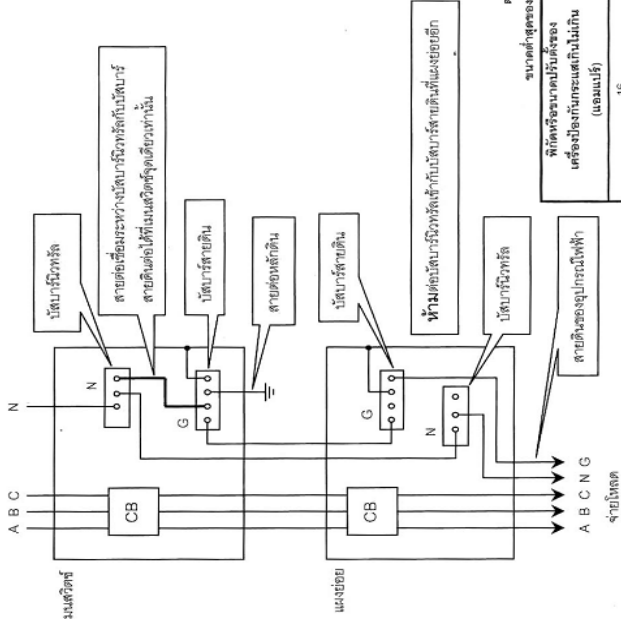 A B C
N
เมนสวิตซ์
CB
N
G
บัสบาร์นิวทรัล
สายต่อเชื่อมระหว่างบัสบาร์นิวทรัลกับบัสบาร์
สายดินต่อได้ที่เมนสวิตซ์จุดเดียวเท่านั้น
บัสบาร์สายดิน
สายต่อหลักดิน
แผงย่อย
CB
G
N
บัสบาร์สายดิน
ห้ามต่อบัสบาร์นิวทรัลเข้ากับบัสบาร์สายดินที่แผงย่อยอีก
บัสบาร์นิวทรัล
สายดินของอุปกรณ์ไฟฟ้า
A B C N G
จ่ายโหลด
ขนาดต่ำสุดของ
พิกัดหรือขนาดปรับตั้งของ
เครื่องป้องกันกระแสเกินไม่เกิน
(แอมแปร์)
16